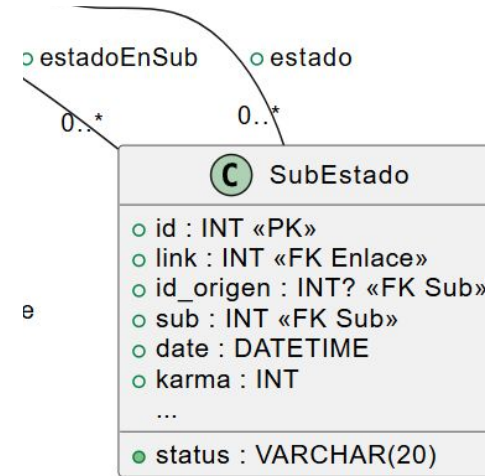 estadoEnSub
estado
0..*
0..*
C SubEstado
id : INT «PK»
link : INT «FK Enlace»
id_origen : INT? «FK Sub»
e
sub : INT «FK Sub»
date : DATETIME
karma : INT
...
status : VARCHAR(20)